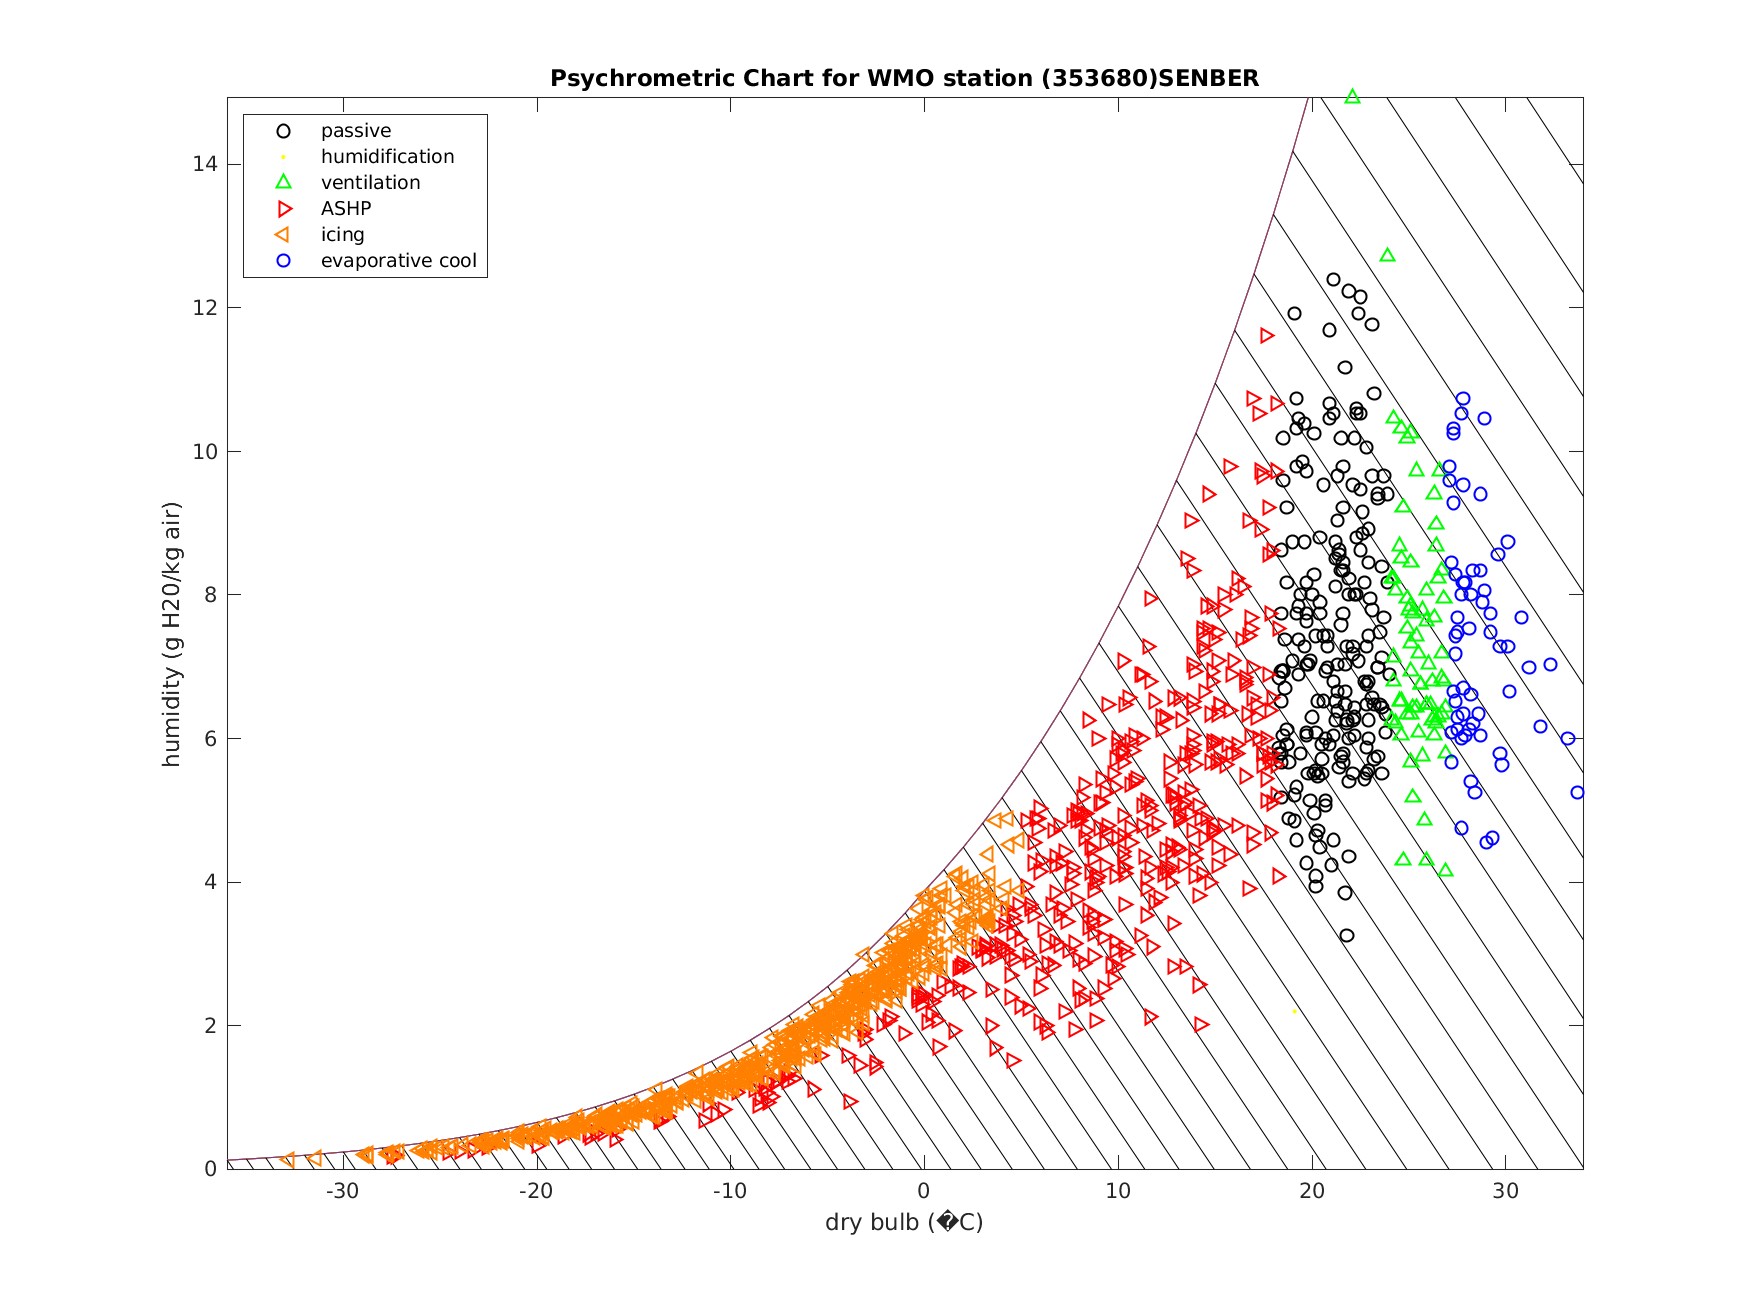 Psychrometric Chart for WMO station (353680)SENBER
passive
humidification
ventilation
ASHP
icing
evaporative cool
14
12
10
8
6
4
2
0
humidity (g H20/kg air)
-30 -20 -10 0 10 20 30
dry bulb (�C)